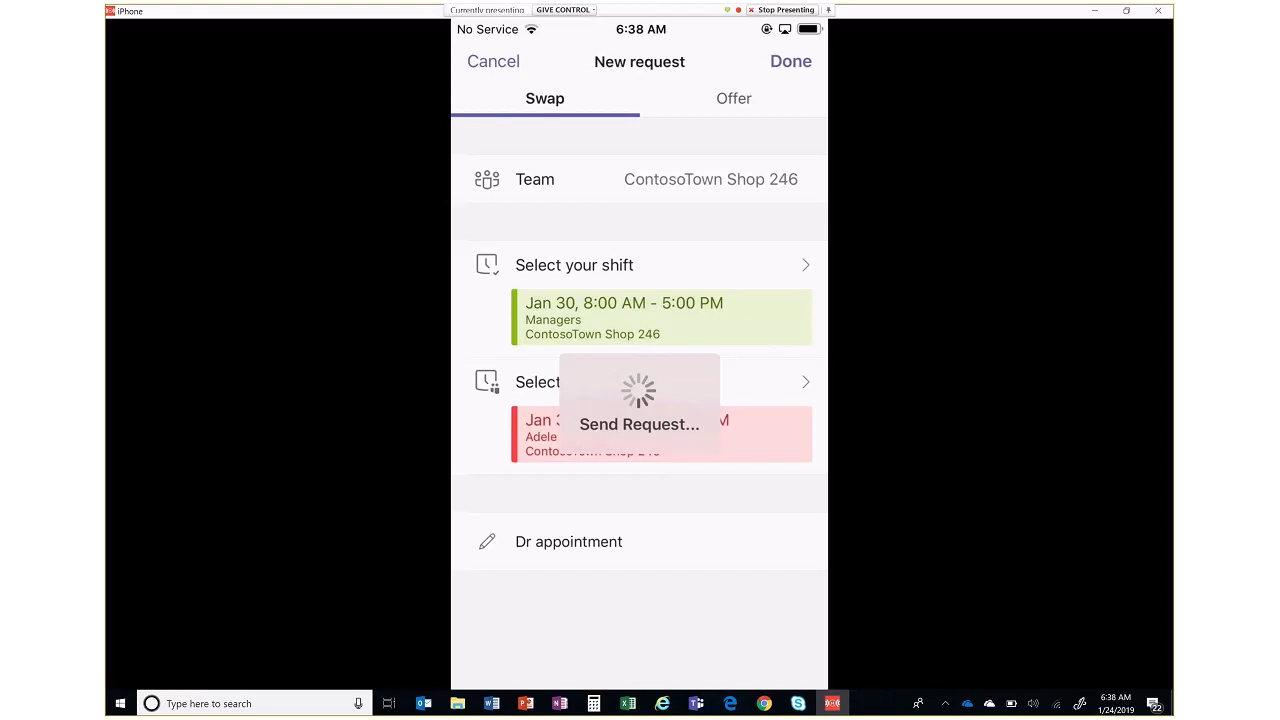 iPhone
Currently presenting
GIVE CONTROL
Stop Presenting
No Service
6:38 AM
Cancel
New request
Done
Swap
Offer
Team
ContosoTown Shop 246
Select your shift
Jan 30, 8:00 AM - 5:00 PM
Managers
ContosoTown Shop 246
Select
Send Request...
Jan
M
Adele
Dr appointment
Type here to search
6:38 AM
1/24/2019
22